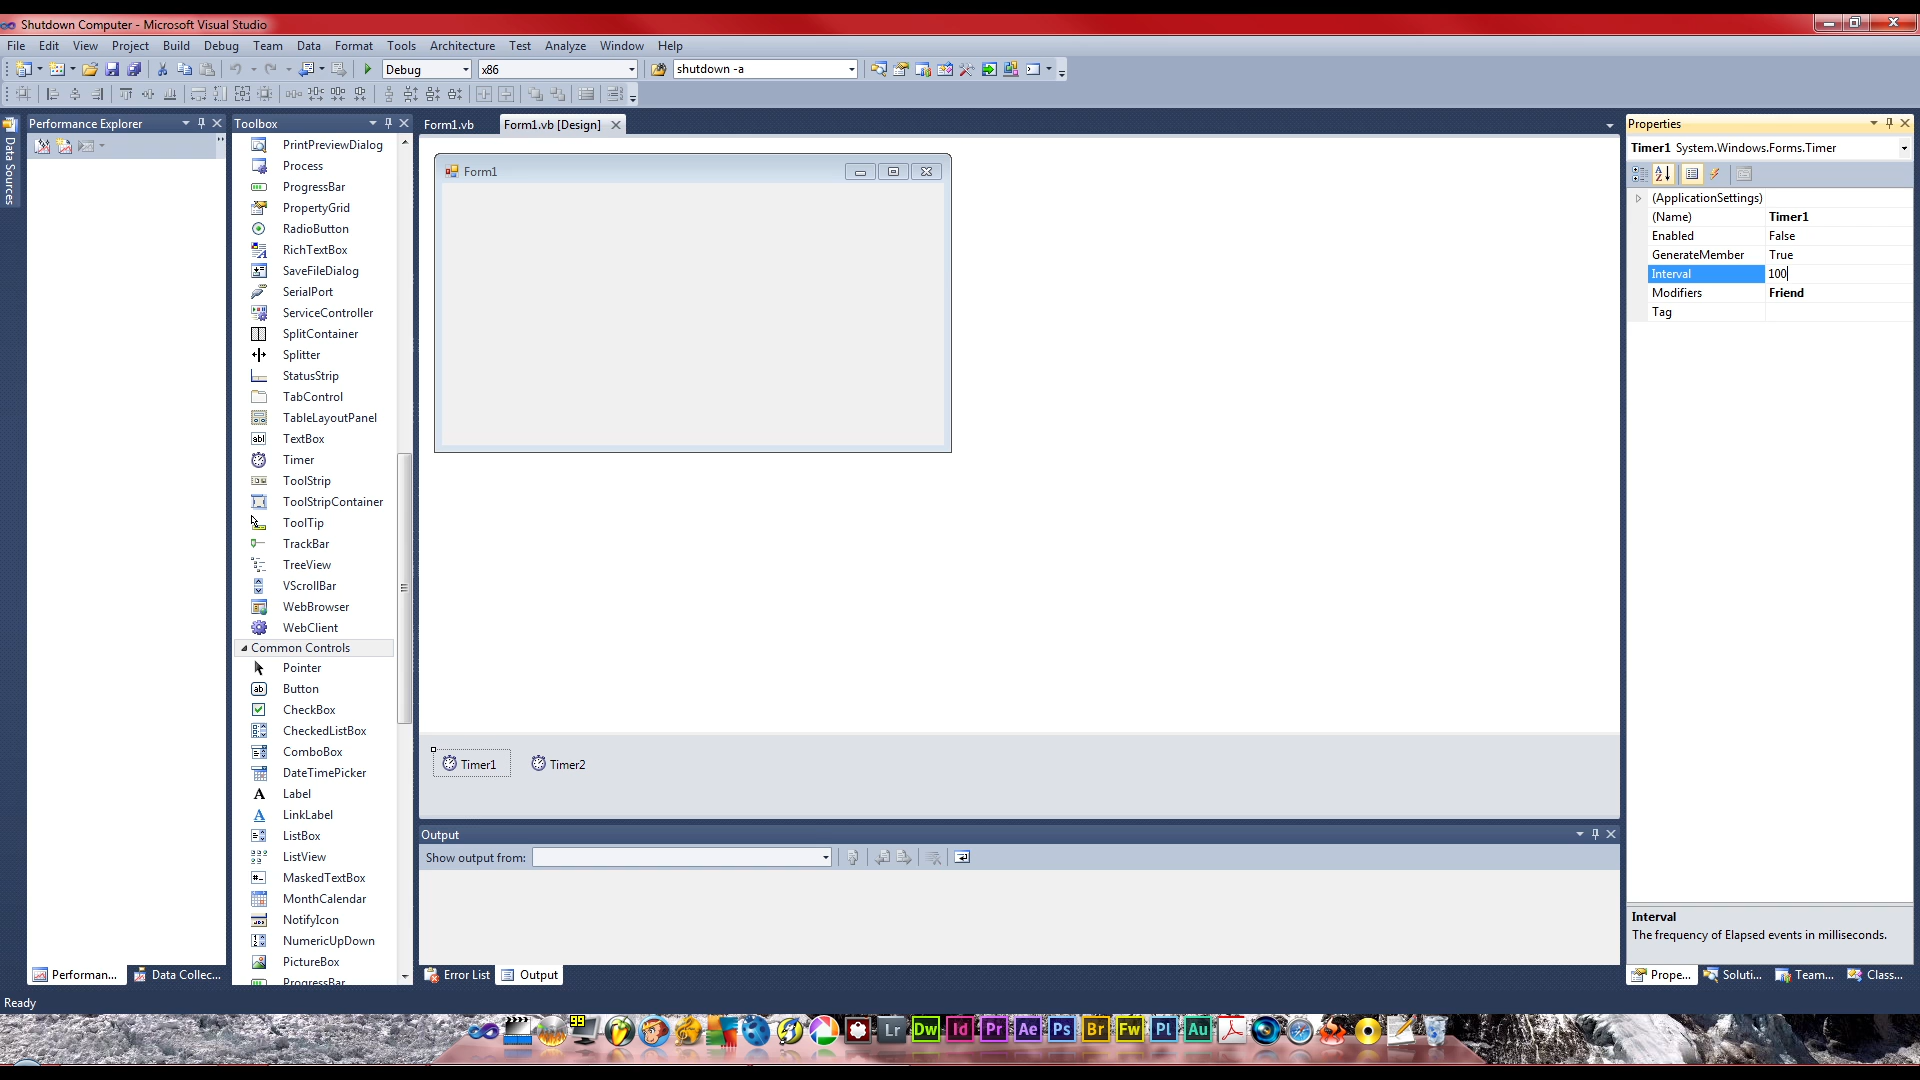 Shutdown Computer - Microsoft Visual Studio
File Edit View Project Build Debug Team Data Format Tools Architecture Test Analyze Window Help
Debug x86 shutdown -a
Data Sources
Performance Explorer
Performan... Data Collec...
Toolbox
PrintPreviewDialog
Process
ProgressBar
PropertyGrid
RadioButton
RichTextBox
SaveFileDialog
SerialPort
ServiceController
SplitContainer
Splitter
StatusStrip
TabControl
TableLayoutPanel
TextBox
Timer
ToolStrip
ToolStripContainer
ToolTip
TrackBar
TreeView
VScrollBar
WebBrowser
WebClient
Common Controls
Pointer
Button
CheckBox
CheckedListBox
ComboBox
DateTimePicker
Label
LinkLabel
ListBox
ListView
MaskedTextBox
MonthCalendar
NotifyIcon
NumericUpDown
PictureBox
ProgressBar
Form1.vb Form1.vb [Design]
Form1
Timer1 Timer2
Output
Show output from:
Error List Output
Properties
Timer1 System.Windows.Forms.Timer
(ApplicationSettings)
(Name) Timer1
Enabled False
GenerateMember True
Interval 100
Modifiers Friend
Tag
Interval
The frequency of Elapsed events in milliseconds.
Prope... Soluti... Team... Class...
Ready
99
Lr Dw Id Pr Ae Ps Br Fw Pl Au